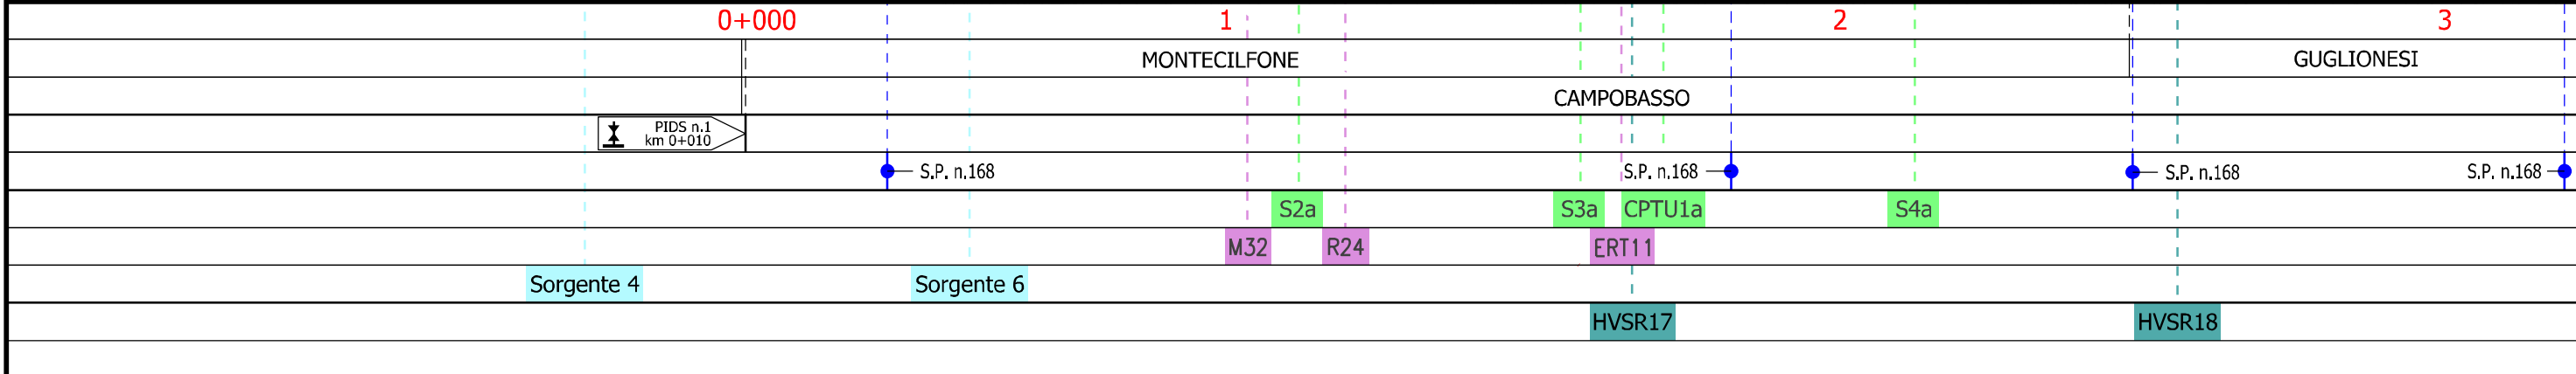 0+000 1 2 3
MONTECILFONE GUGLIONESI
CAMPOBASSO
PIDS n.1
km 0+010
S.P. n.168 S.P. n.168 S.P. n.168 S.P. n.168
S2a S3a CPTU1a S4a
M32 R24 ERT11
Sorgente 4 Sorgente 6
HVSR17 HVSR18